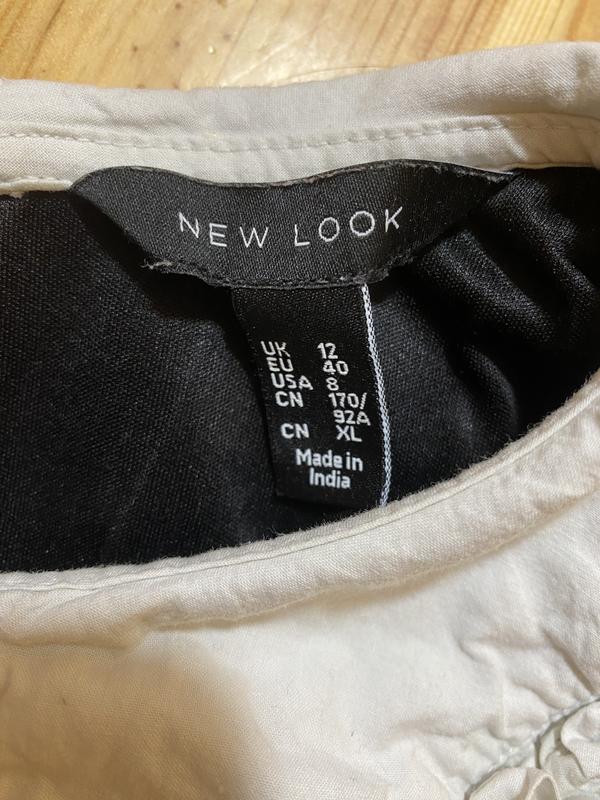 NEW LOOK
UK 12
EU 40
USA 8
CN 170/
92A
CN XL
Made in
India